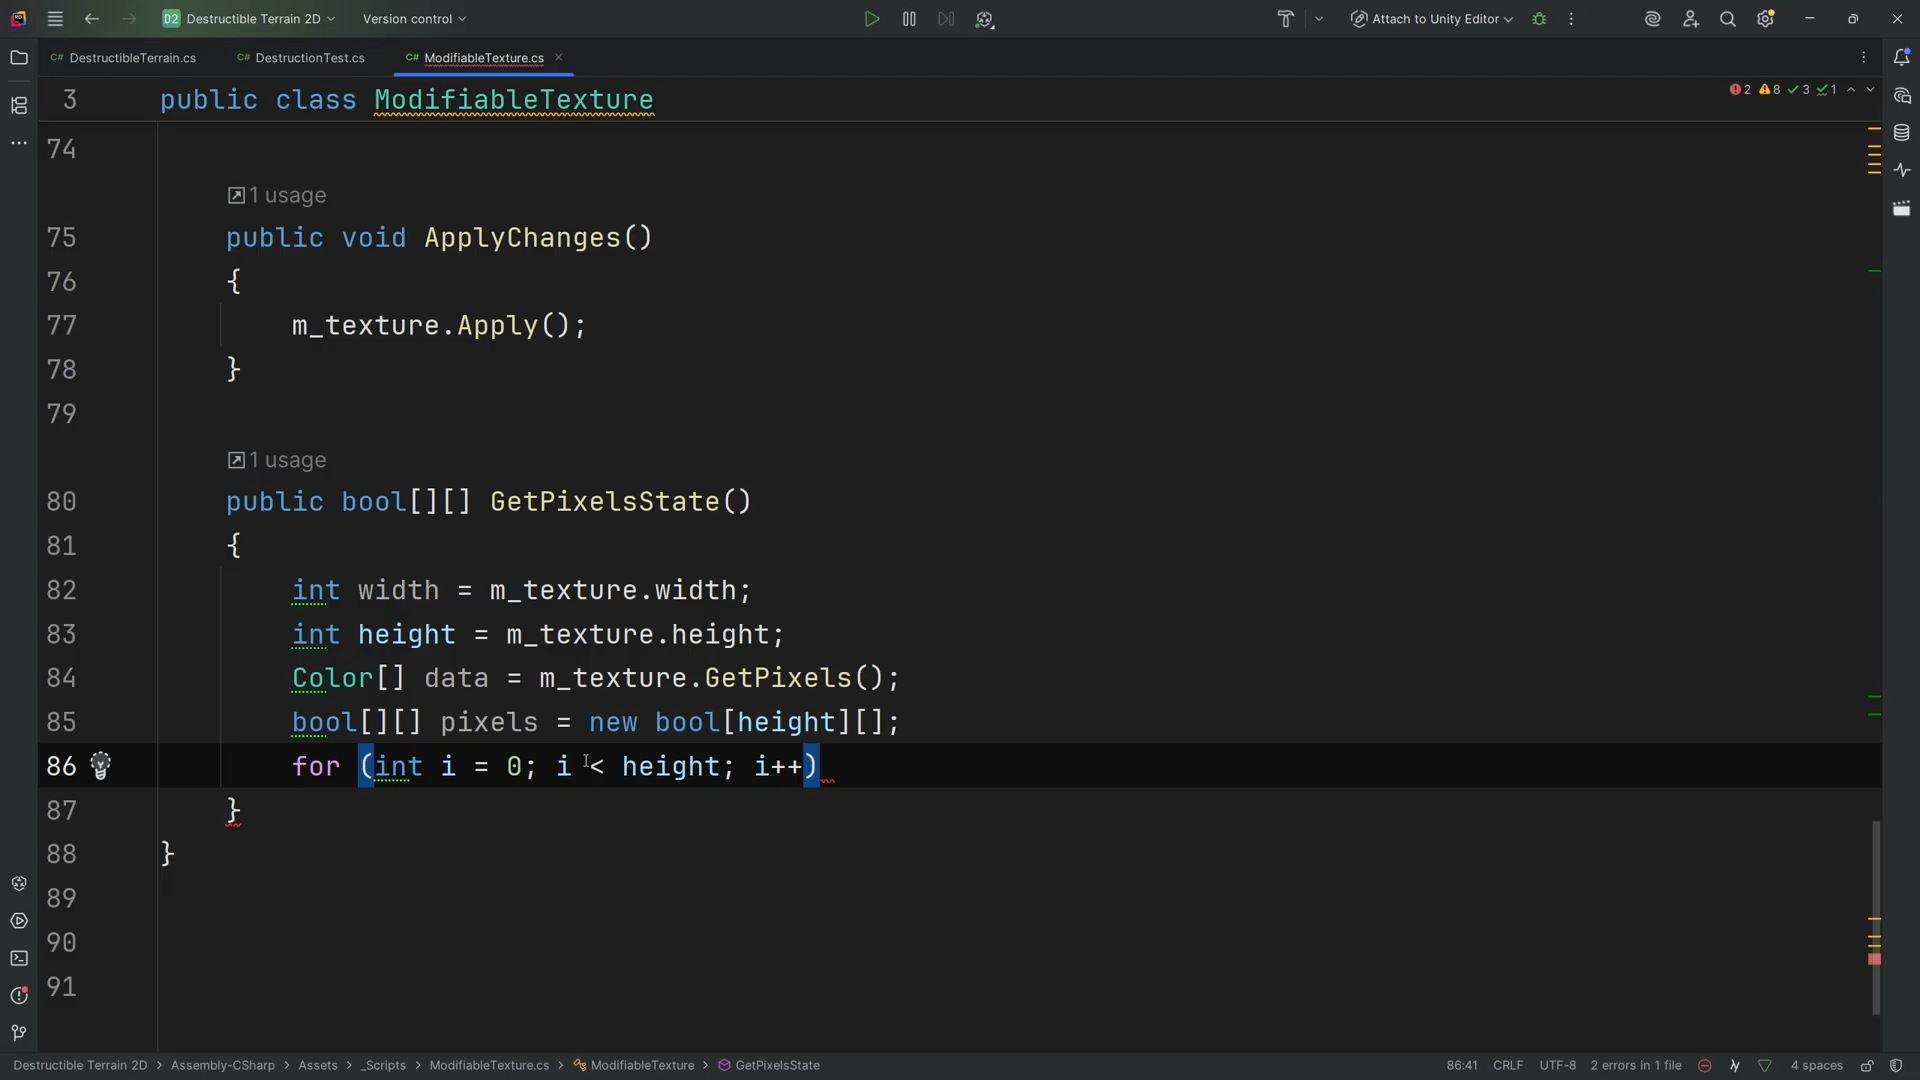 D2 Destructible Terrain 2D Version control Attach to Unity Editor
C# DestructibleTerrain.cs C# DestructionTest.cs C# ModifiableTexture.cs
3 public class ModifiableTexture 2 8 3 1
74
1 usage
75 public void ApplyChanges()
76 {
77 m_texture.Apply();
78 }
79
1 usage
80 public bool[][] GetPixelsState()
81 {
82 int width = m_texture.width;
83 int height = m_texture.height;
84 Color[] data = m_texture.GetPixels();
85 bool[][] pixels = new bool[height][];
86 for (int i = 0; i < height; i++)
87 }
88 }
89
90
91
Destructible Terrain 2D > Assembly-CSharp > Assets > _Scripts > ModifiableTexture.cs > ModifiableTexture > GetPixelsState 86:41 CRLF UTF-8 2 errors in 1 file 4 spaces